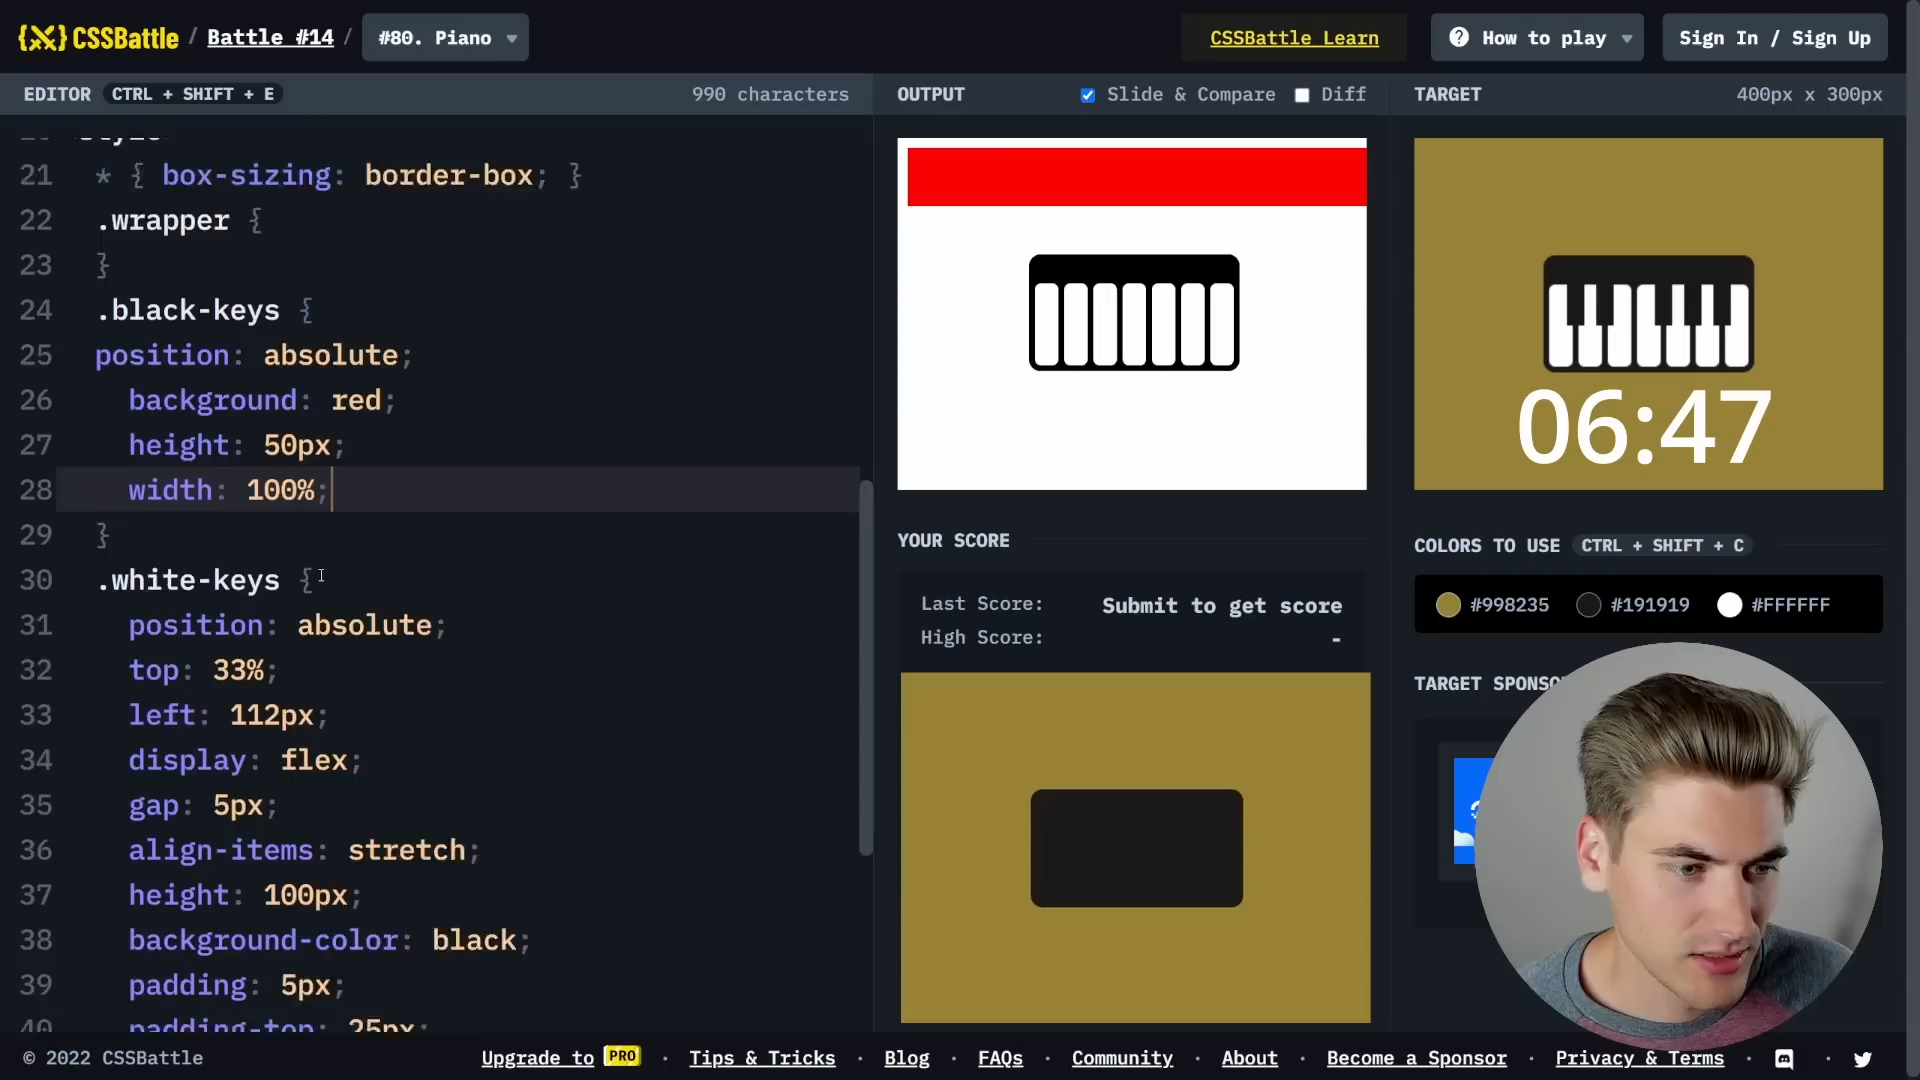 {X} CSSBattle / Battle #14 / #80. Piano
CSSBattle Learn
How to play
Sign In / Sign Up
EDITOR CTRL + SHIFT + E 990 characters
OUTPUT Slide & Compare Diff
TARGET 400px x 300px
21 * { box-sizing: border-box; }
22 .wrapper {
23 }
24 .black-keys {
25 position: absolute;
26 background: red;
27 height: 50px;
28 width: 100%;
29 }
30 .white-keys {
31 position: absolute;
32 top: 33%;
33 left: 112px;
34 display: flex;
35 gap: 5px;
36 align-items: stretch;
37 height: 100px;
38 background-color: black;
39 padding: 5px;
40 padding-top: 25px;
06:47
YOUR SCORE
Last Score: Submit to get score
High Score: -
COLORS TO USE CTRL + SHIFT + C
#998235 #191919 #FFFFFF
TARGET
© 2022 CSSBattle
Upgrade to PRO · Tips & Tricks · Blog · FAQs · Community · About · Become a Sponsor · Privacy & Terms · ·